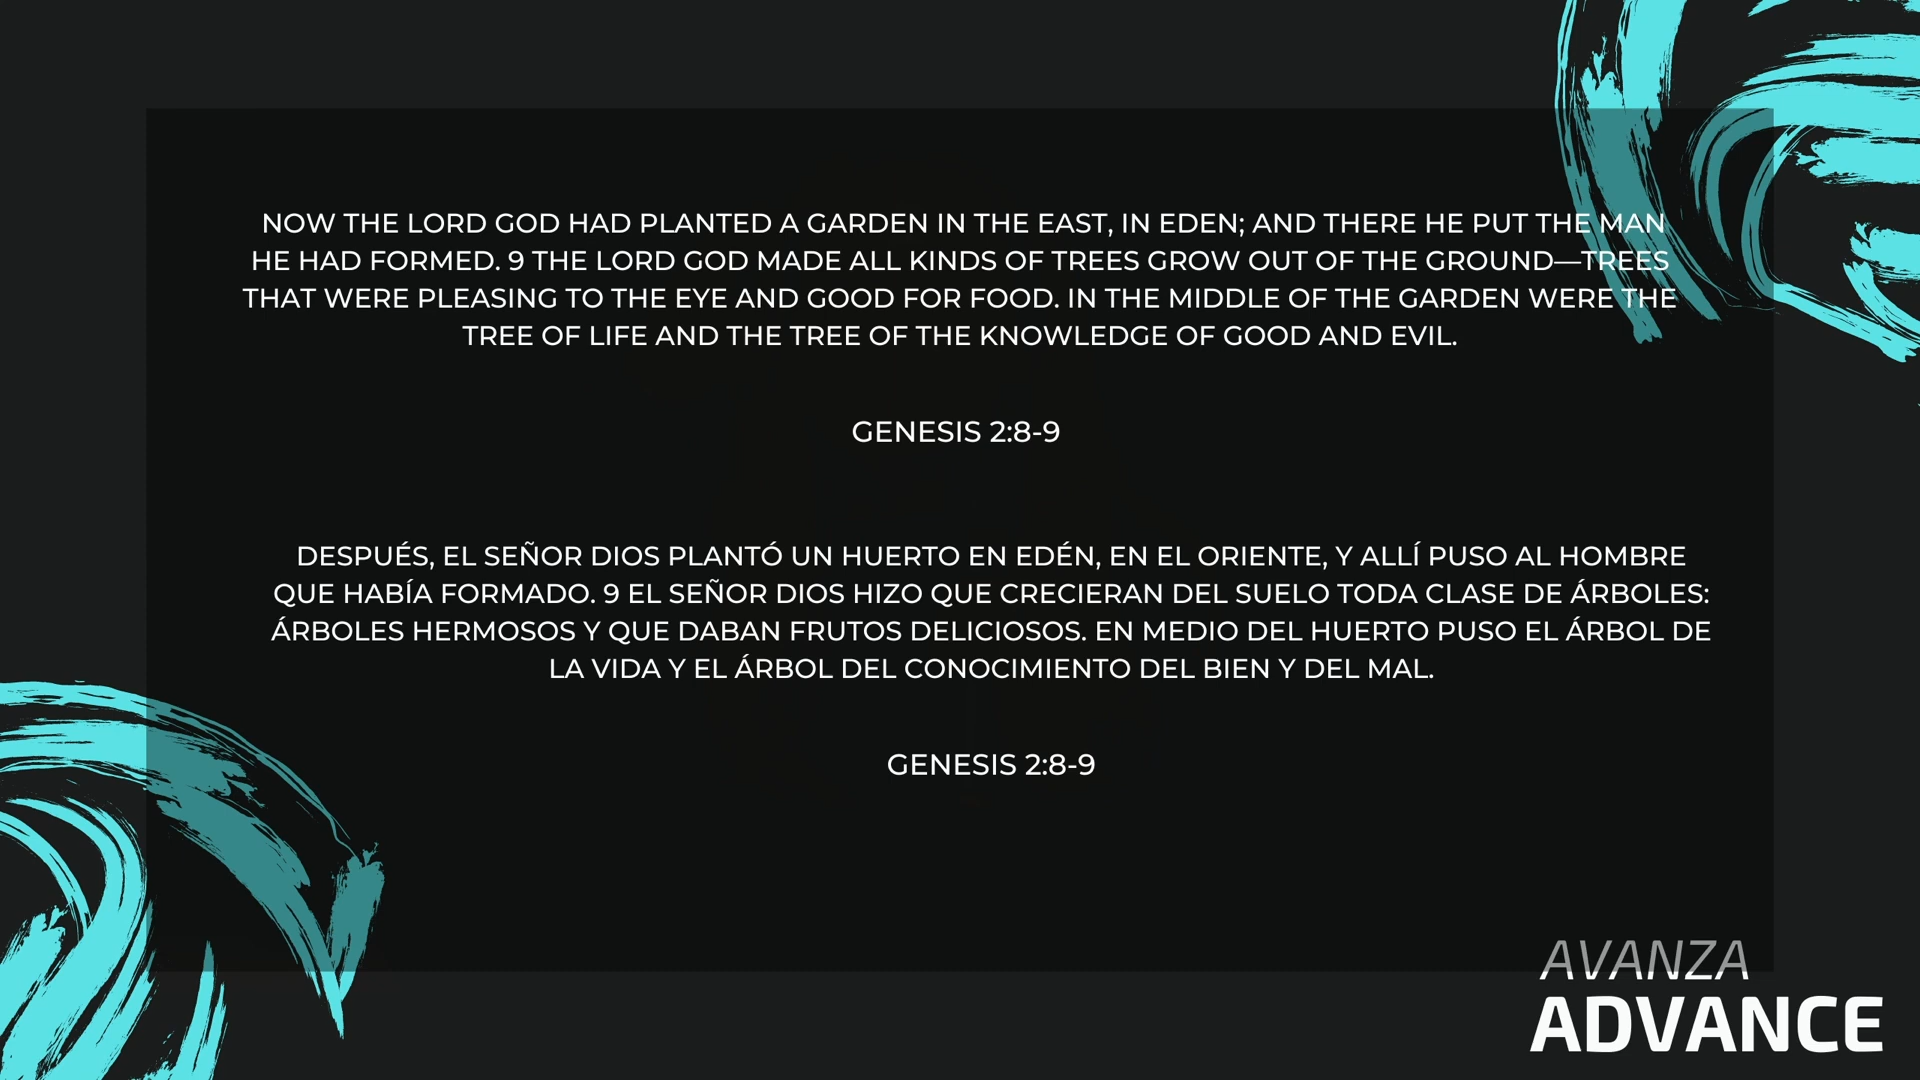 NOW THE LORD GOD HAD PLANTED A GARDEN IN THE EAST, IN EDEN; AND THERE HE PUT THE MAN
HE HAD FORMED. 9 THE LORD GOD MADE ALL KINDS OF TREES GROW OUT OF THE GROUND—TREES
THAT WERE PLEASING TO THE EYE AND GOOD FOR FOOD. IN THE MIDDLE OF THE GARDEN WERE THE
TREE OF LIFE AND THE TREE OF THE KNOWLEDGE OF GOOD AND EVIL.
GENESIS 2:8-9
DESPUÉS, EL SEÑOR DIOS PLANTÓ UN HUERTO EN EDÉN, EN EL ORIENTE, Y ALLÍ PUSO AL HOMBRE
QUE HABÍA FORMADO. 9 EL SEÑOR DIOS HIZO QUE CRECIERAN DEL SUELO TODA CLASE DE ÁRBOLES:
ÁRBOLES HERMOSOS Y QUE DABAN FRUTOS DELICIOSOS. EN MEDIO DEL HUERTO PUSO EL ÁRBOL DE
LA VIDA Y EL ÁRBOL DEL CONOCIMIENTO DEL BIEN Y DEL MAL.
GENESIS 2:8-9
AVANZA
ADVANCE